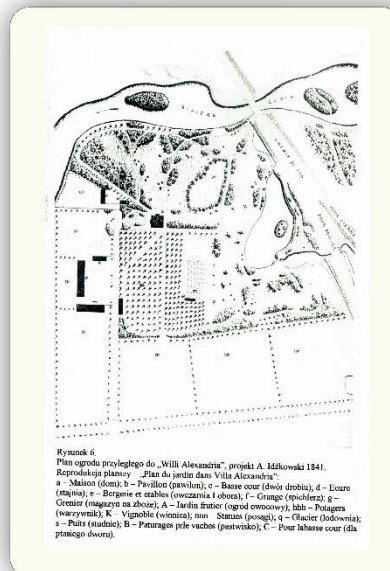 Rysunek 6.
Plan ogrodu przyległego do „Willi Alexandria”, projekt A. Idźkowski 1841.
Reprodukcja planszy „Plan du jardin dans Villa Alexandria”:
a – Maison (dom); b – Pavillon (pawilon); c – Basse cour (dwór drobiu); d – Ecure
(stajnia); e – Bergerie et etables (owczarnia i obora); f – Grange (spichlerz); g –
Grenier (magazyn na zboże); A – Jardin frutier (ogród owocowy); hhh – Potagers
(warzywnik); K – Vignoble (winnica); nnn – Statues (posągi); q – Glacier (lodownia);
s – Puits (studnie); B – Paturages prle vaches (pastwisko); C – Pour labasse cour (dla
ptasiego dworu).